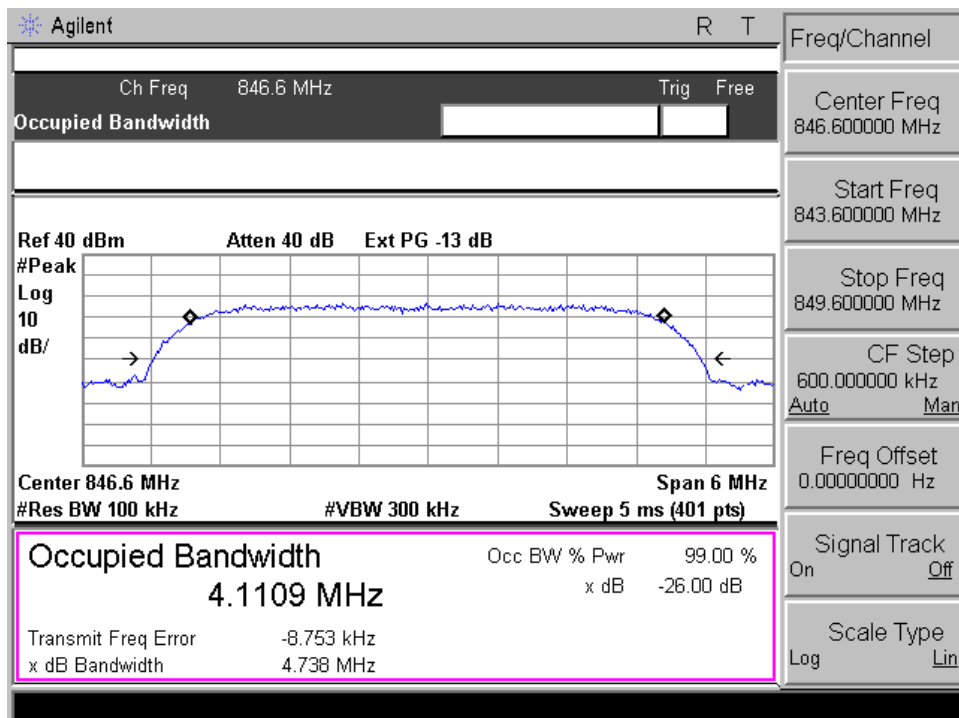 Agilent R T
Ch Freq 846.6 MHz Trig Free
Occupied Bandwidth
Ref 40 dBm Atten 40 dB Ext PG -13 dB
#Peak
Log
10
dB/
Center 846.6 MHz Span 6 MHz
#Res BW 100 kHz #VBW 300 kHz Sweep 5 ms (401 pts)
Occupied Bandwidth
4.1109 MHz
Occ BW % Pwr 99.00 %
x dB -26.00 dB
Transmit Freq Error -8.753 kHz
x dB Bandwidth 4.738 MHz
Freq/Channel
Center Freq
846.600000 MHz
Start Freq
843.600000 MHz
Stop Freq
849.600000 MHz
CF Step
600.000000 kHz
Auto Man
Freq Offset
0.00000000 Hz
Signal Track
On Off
Scale Type
Log Lin